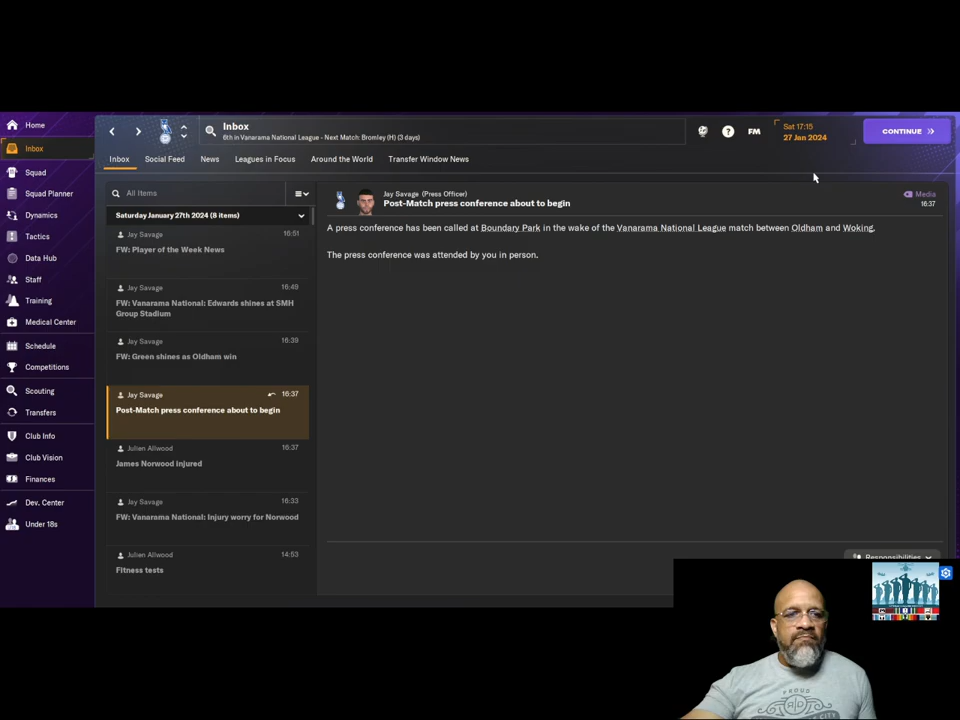 Home
Inbox
Squad
Squad Planner
Dynamics
Tactics
Data Hub
Staff
Training
Medical Center
Schedule
Competitions
Scouting
Transfers
Club Info
Club Vision
Finances
Dev. Center
Under 18s
Inbox
6th in Vanarama National League - Next Match: Bromley (H) (3 days)
?
FM
Sat 17:15
27 Jan 2024
CONTINUE
Inbox Social Feed News Leagues in Focus Around the World Transfer Window News
All Items
Saturday January 27th 2024 (8 items)
Jay Savage 16:51
FW: Player of the Week News
Jay Savage 16:49
FW: Vanarama National: Edwards shines at SMH
Group Stadium
Jay Savage 16:39
FW: Green shines as Oldham win
Jay Savage 16:37
Post-Match press conference about to begin
Julien Allwood 16:37
James Norwood injured
Jay Savage 16:33
FW: Vanarama National: Injury worry for Norwood
Julien Allwood 14:53
Fitness tests
Jay Savage (Press Officer)
Post-Match press conference about to begin
Media
16:37
A press conference has been called at Boundary Park in the wake of the Vanarama National League match between Oldham and Woking.
The press conference was attended by you in person.
Responsibilities
PROUD